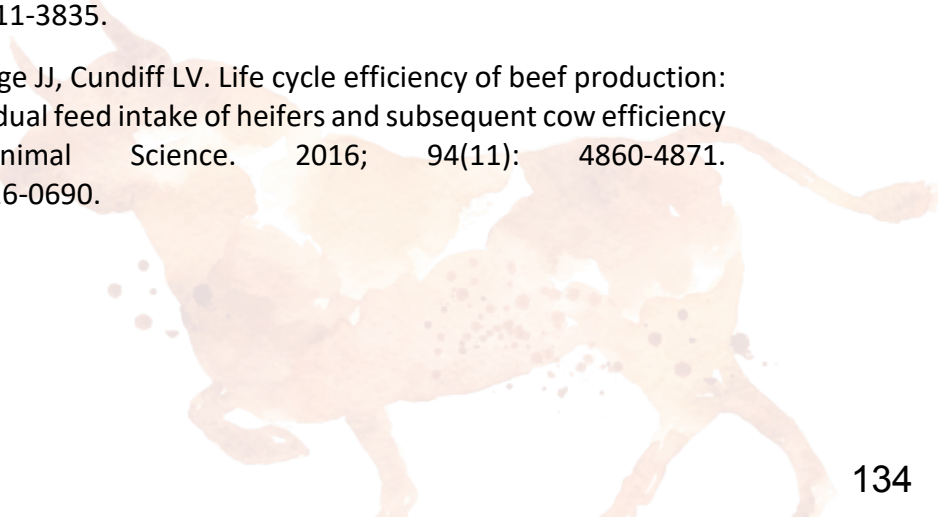 11-3835.
ge JJ, Cundiff LV. Life cycle efficiency of beef production:
dual feed intake of heifers and subsequent cow efficiency
nimal Science. 2016; 94(11): 4860-4871.
6-0690.
134